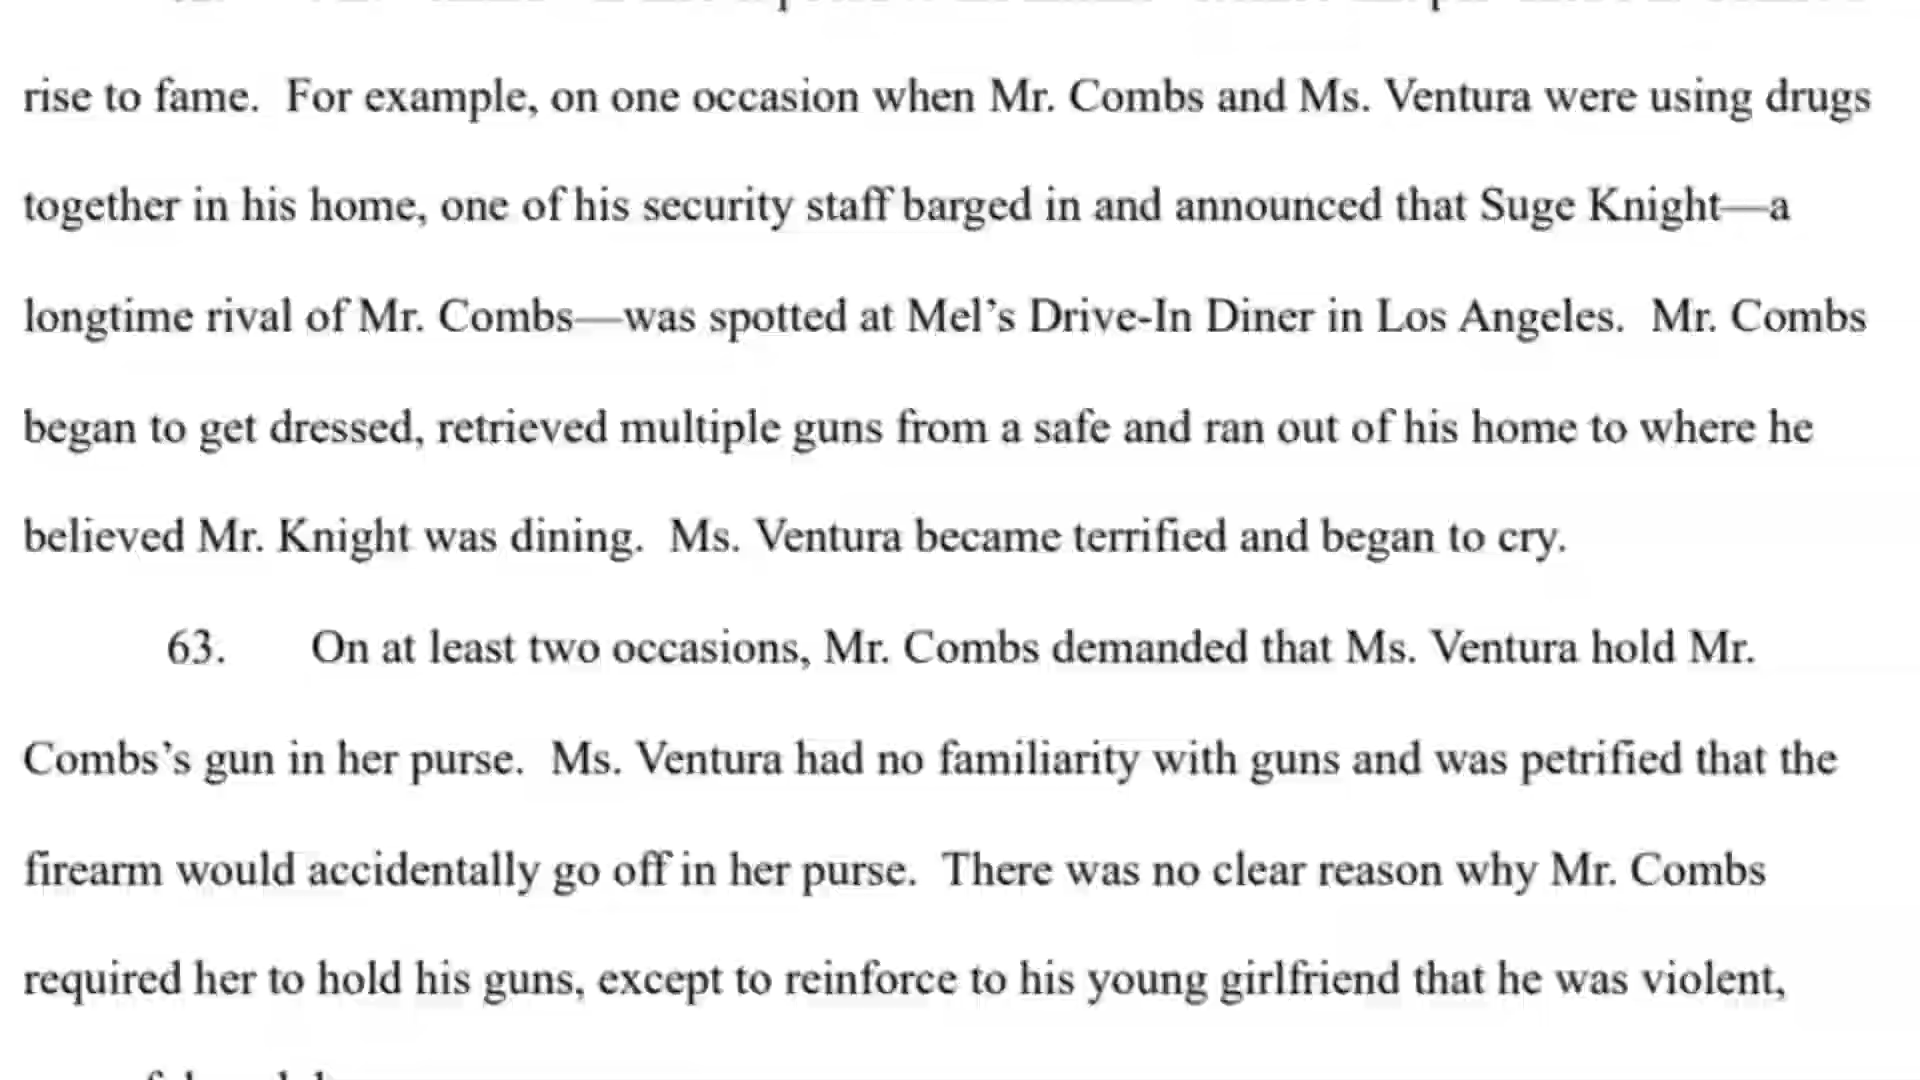 rise to fame. For example, on one occasion when Mr. Combs and Ms. Ventura were using drugs
together in his home, one of his security staff barged in and announced that Suge Knight—a
longtime rival of Mr. Combs—was spotted at Mel’s Drive-In Diner in Los Angeles. Mr. Combs
began to get dressed, retrieved multiple guns from a safe and ran out of his home to where he
believed Mr. Knight was dining. Ms. Ventura became terrified and began to cry.
63. On at least two occasions, Mr. Combs demanded that Ms. Ventura hold Mr.
Combs’s gun in her purse. Ms. Ventura had no familiarity with guns and was petrified that the
firearm would accidentally go off in her purse. There was no clear reason why Mr. Combs
required her to hold his guns, except to reinforce to his young girlfriend that he was violent,